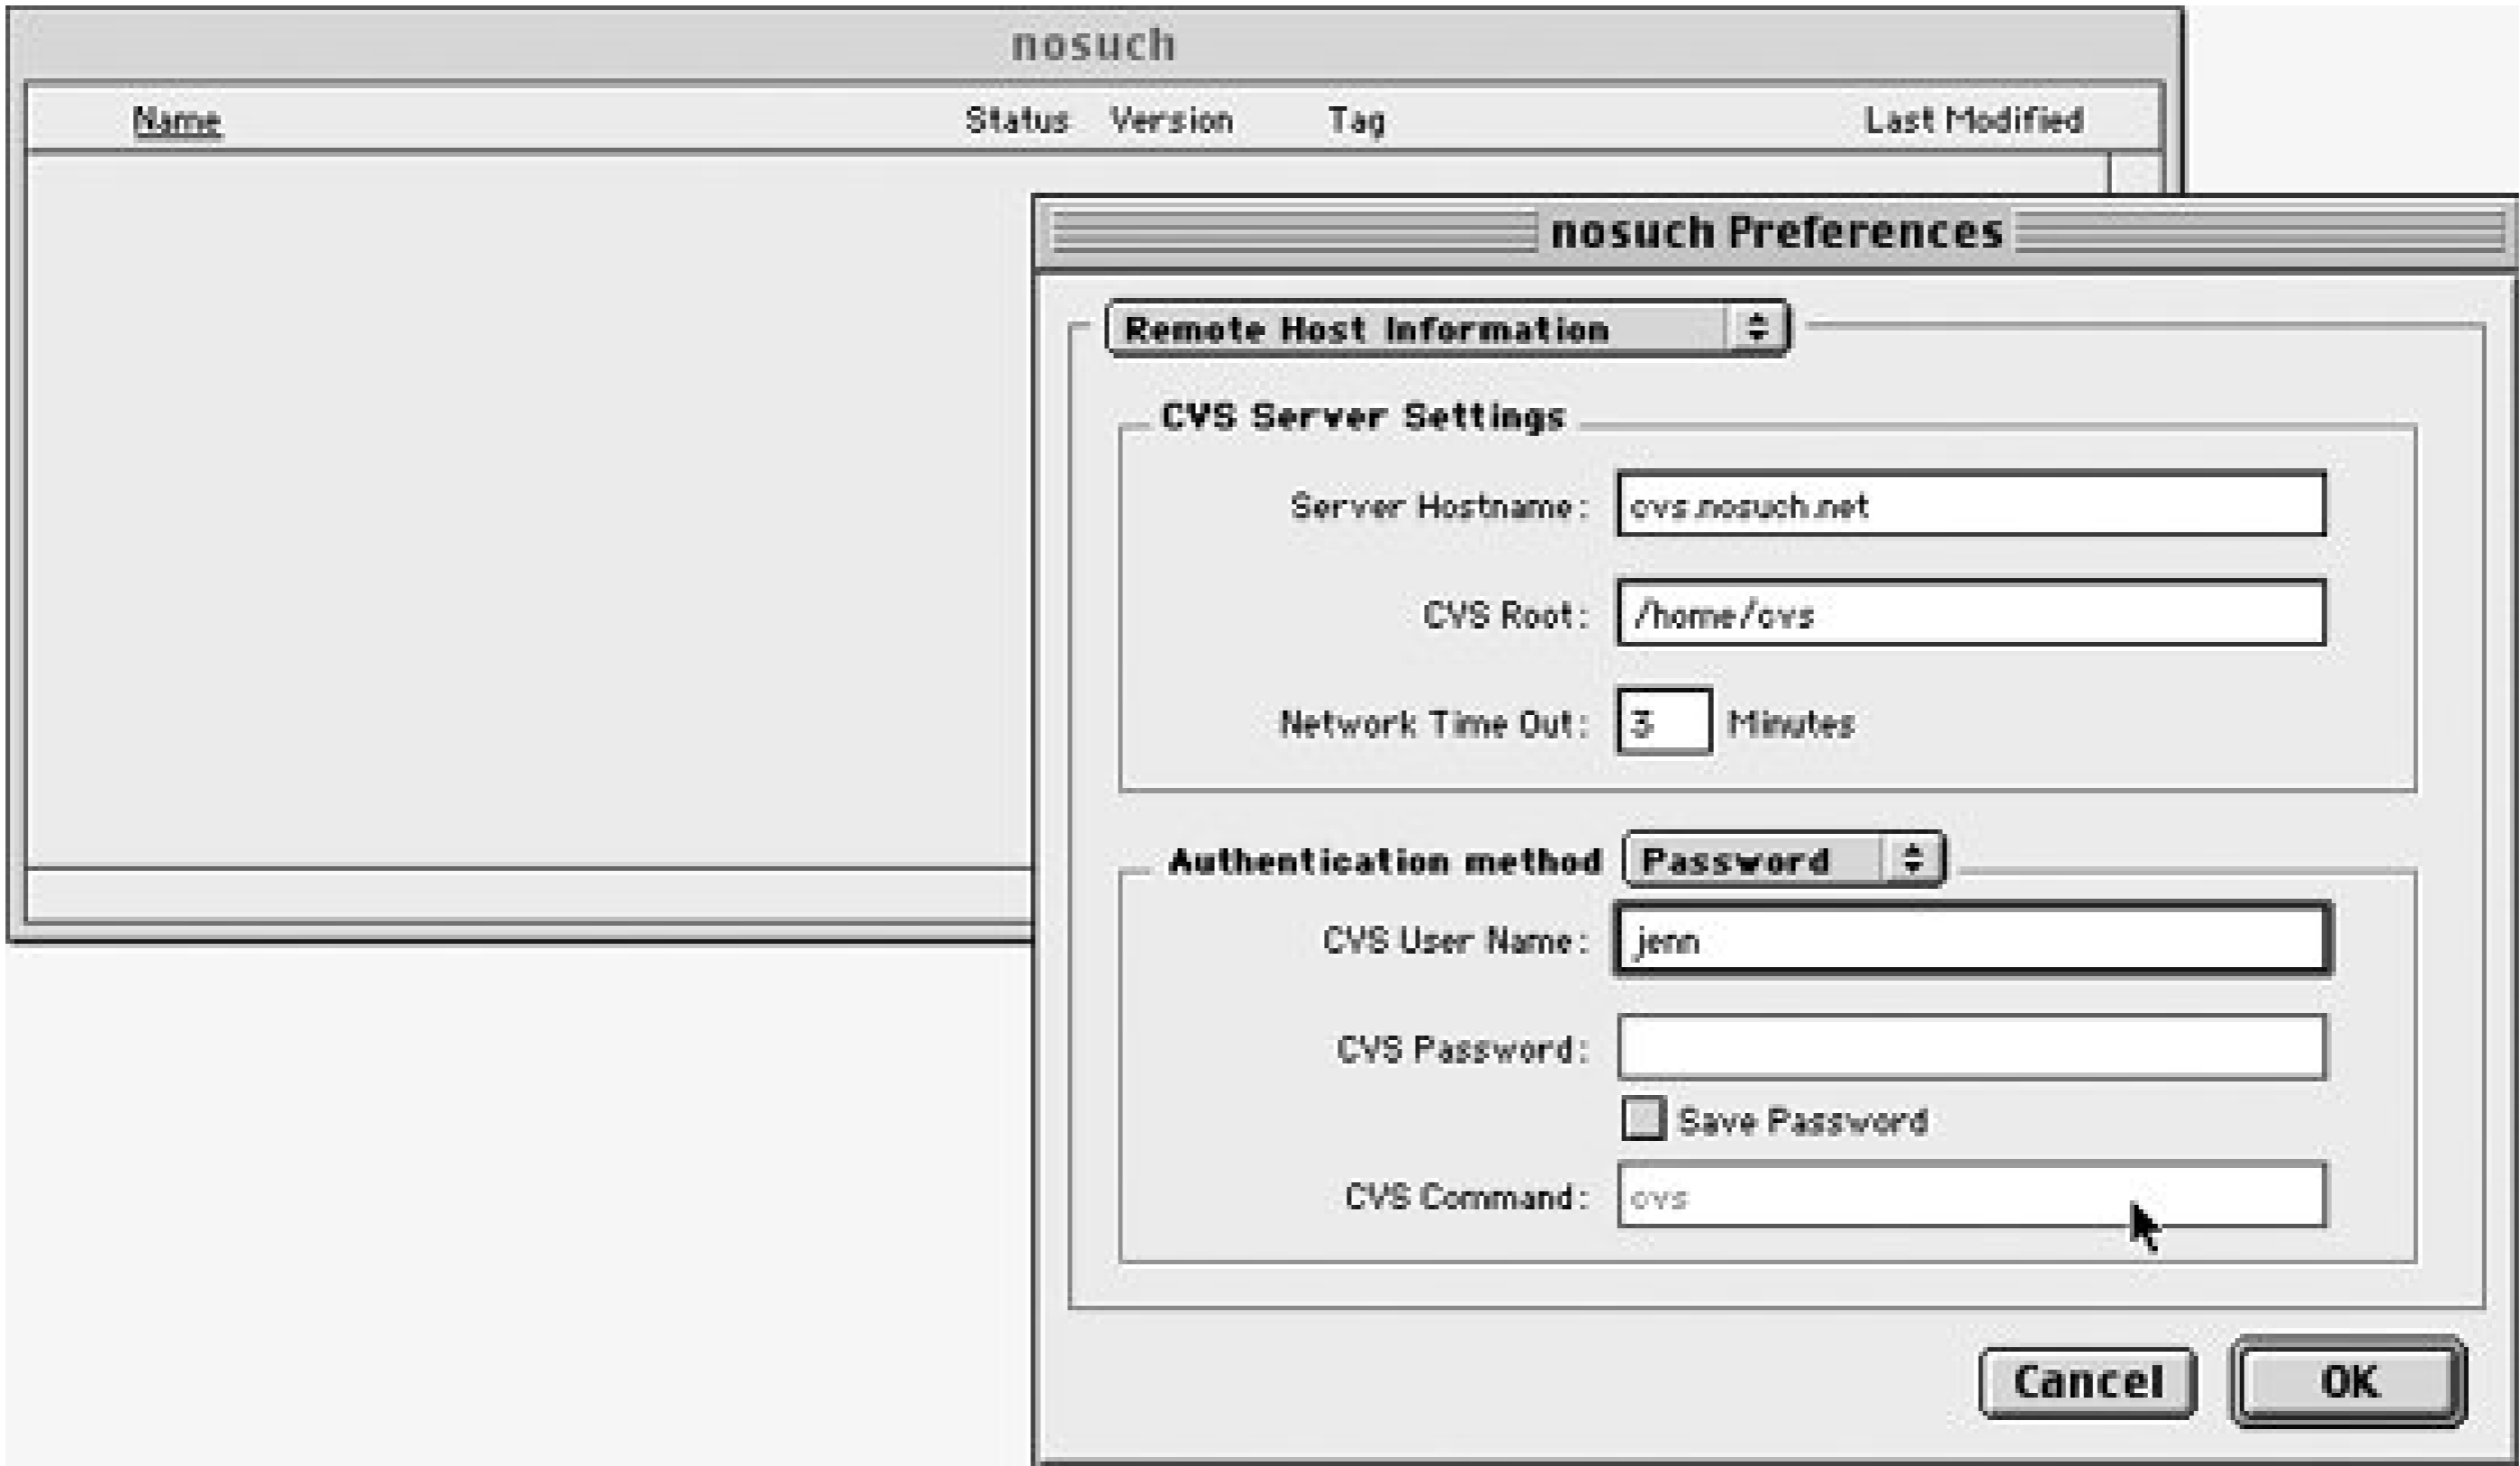 nosuch
Name Status Version Tag Last Modified
nosuch Preferences
Remote Host Information
CVS Server Settings
Server Hostname: cvs.nosuch.net
CVS Root: /home/cvs
Network Time Out: 3 Minutes
Authentication method Password
CVS User Name: jenn
CVS Password:
Save Password
CVS Command: cvs
Cancel OK